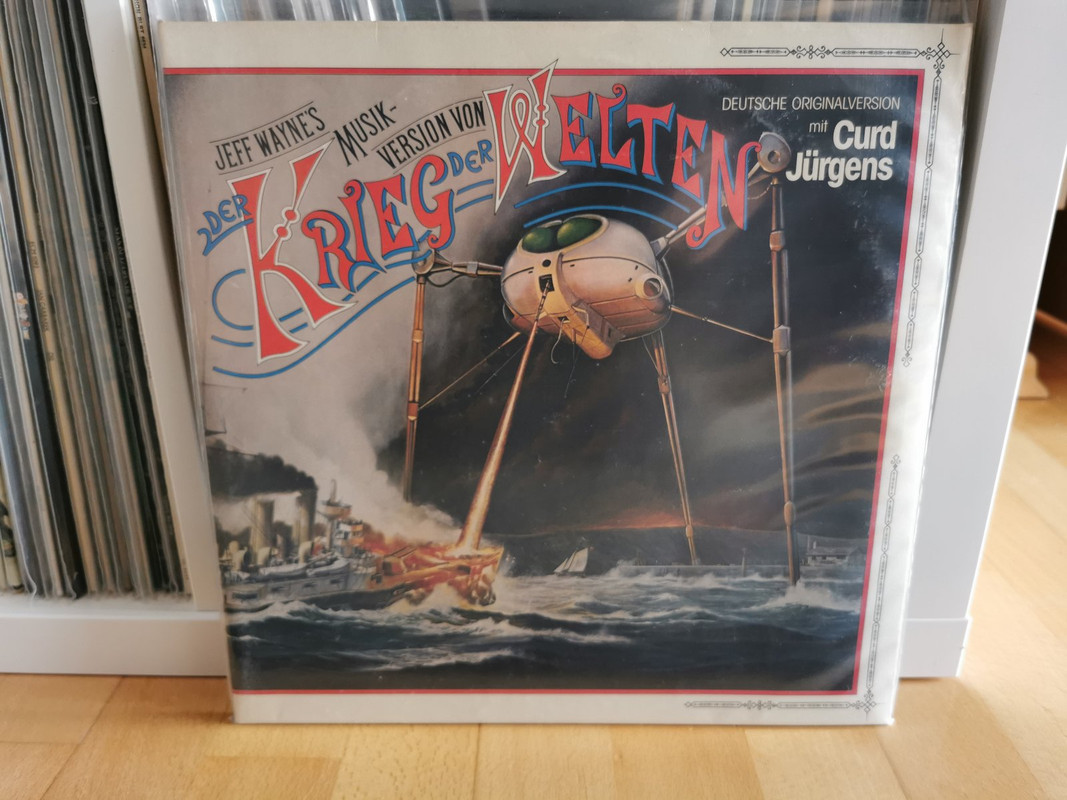 JEFF WAYNE'S
MUSIK-
VERSION VON
DER
KRIEG DER
WELTEN
DEUTSCHE ORIGINALVERSION
mit Curd
Jürgens